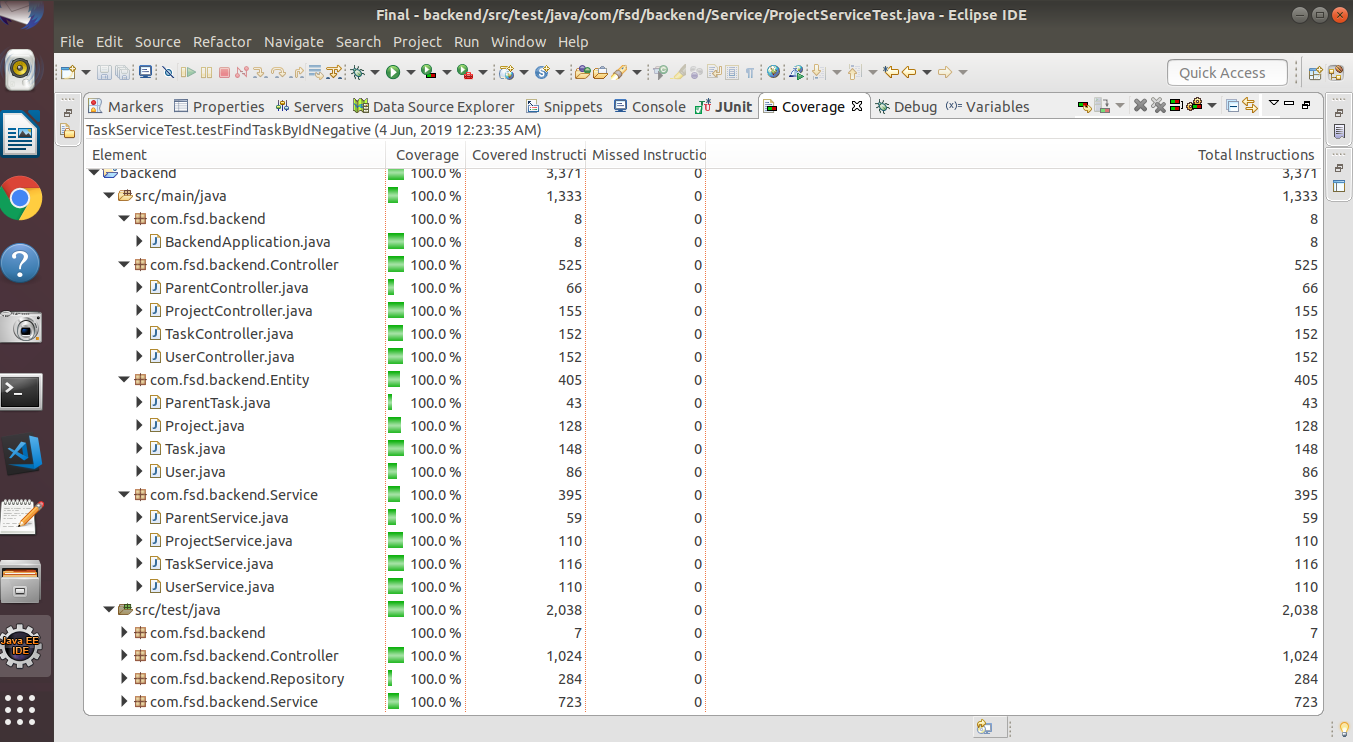 Final - backend/src/test/java/com/fsd/backend/Service/ProjectServiceTest.java - Eclipse IDE
File Edit Source Refactor Navigate Search Project Run Window Help
Quick Access
Markers Properties Servers Data Source Explorer Snippets Console JUnit Coverage Debug (x)= Variables
TaskServiceTest.testFindTaskByIdNegative (4 Jun, 2019 12:23:35 AM)
Element Coverage Covered Instructi Missed Instructio Total Instructions
backend 100.0 % 3,371 0 3,371
src/main/java 100.0 % 1,333 0 1,333
com.fsd.backend 100.0 % 8 0 8
BackendApplication.java 100.0 % 8 0 8
com.fsd.backend.Controller 100.0 % 525 0 525
ParentController.java 100.0 % 66 0 66
ProjectController.java 100.0 % 155 0 155
TaskController.java 100.0 % 152 0 152
UserController.java 100.0 % 152 0 152
com.fsd.backend.Entity 100.0 % 405 0 405
ParentTask.java 100.0 % 43 0 43
Project.java 100.0 % 128 0 128
Task.java 100.0 % 148 0 148
User.java 100.0 % 86 0 86
com.fsd.backend.Service 100.0 % 395 0 395
ParentService.java 100.0 % 59 0 59
ProjectService.java 100.0 % 110 0 110
TaskService.java 100.0 % 116 0 116
UserService.java 100.0 % 110 0 110
src/test/java 100.0 % 2,038 0 2,038
com.fsd.backend 100.0 % 7 0 7
com.fsd.backend.Controller 100.0 % 1,024 0 1,024
com.fsd.backend.Repository 100.0 % 284 0 284
com.fsd.backend.Service 100.0 % 723 0 723
Java EE
IDE